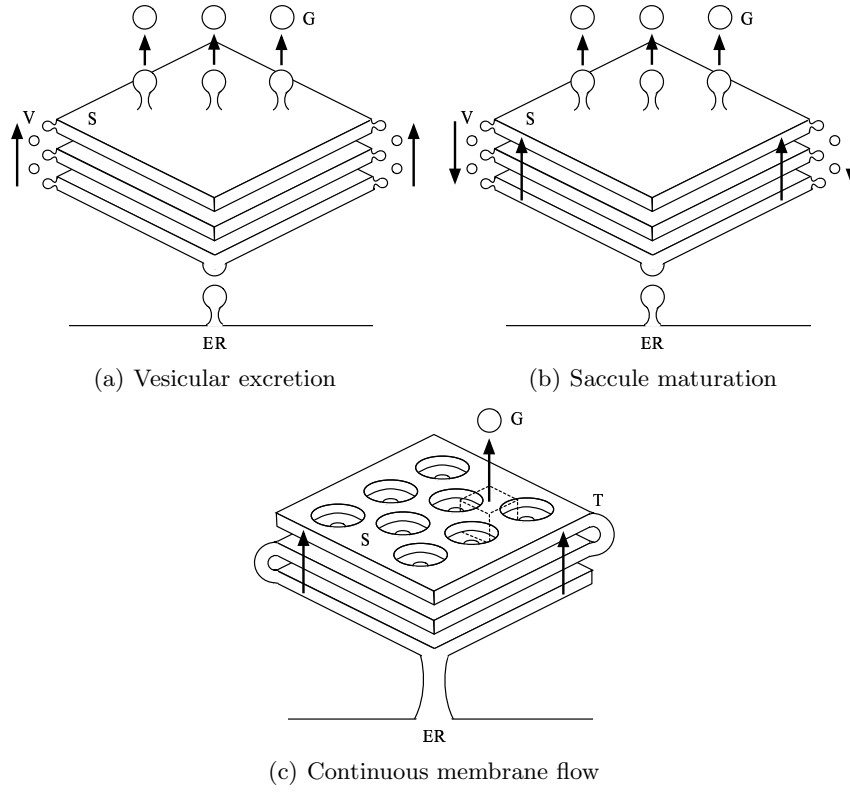 G
V
S
ER
(a) Vesicular excretion
G
V
S
ER
(b) Saccule maturation
G
T
S
ER
(c) Continuous membrane flow